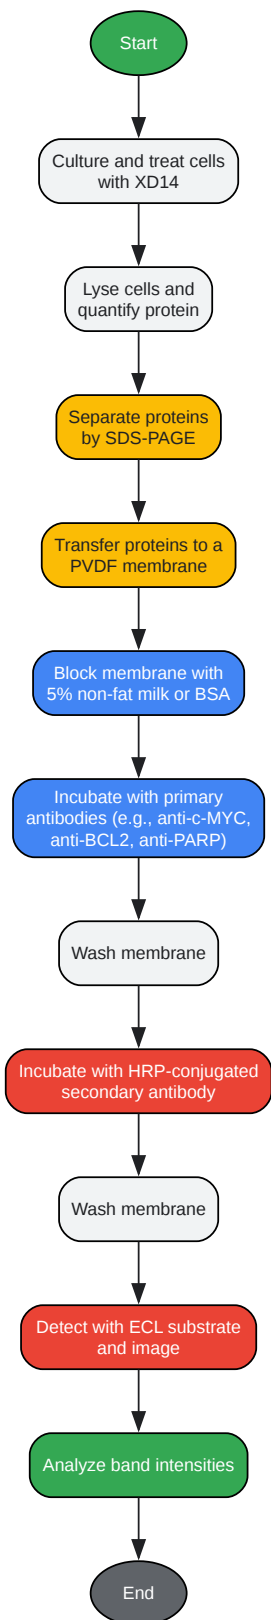 Start
Culture and treat cells
with XD14
Lyse cells and
quantify protein
Separate proteins
by SDS-PAGE
Transfer proteins to a
PVDF membrane
Block membrane with
5% non-fat milk or BSA
Incubate with primary
antibodies (e.g., anti-c-MYC,
anti-BCL2, anti-PARP)
Wash membrane
Incubate with HRP-conjugated
secondary antibody
Wash membrane
Detect with ECL substrate
and image
Analyze band intensities
End